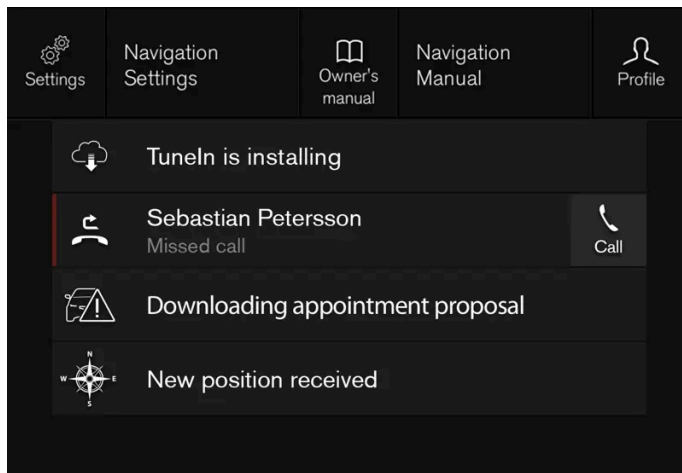 Settings
Navigation
Settings
Owner's
manual
Navigation
Manual
Profile
TuneIn is installing
Sebastian Petersson
Missed call
Call
Downloading appointment proposal
N
W E
S
New position received